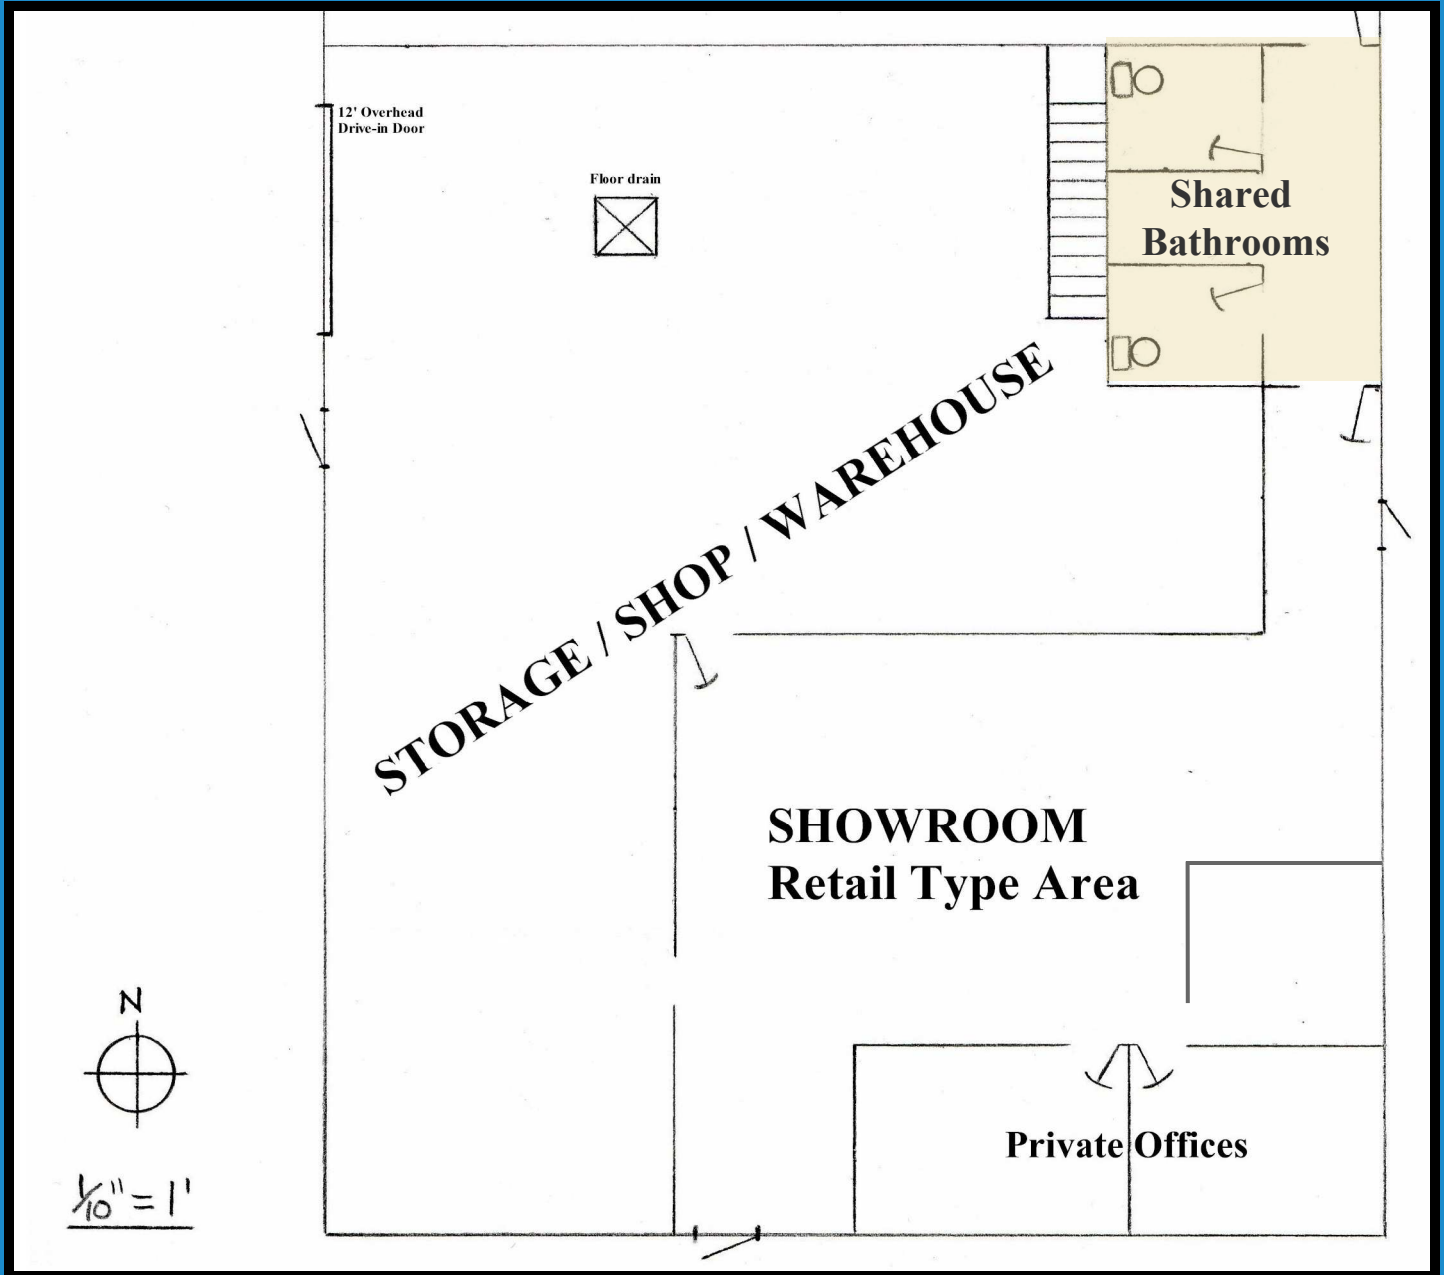 12' Overhead
Drive-in Door
Floor drain
Shared
Bathrooms
STORAGE / SHOP / WAREHOUSE
SHOWROOM
Retail Type Area
N
Private Offices
1/10" = 1'